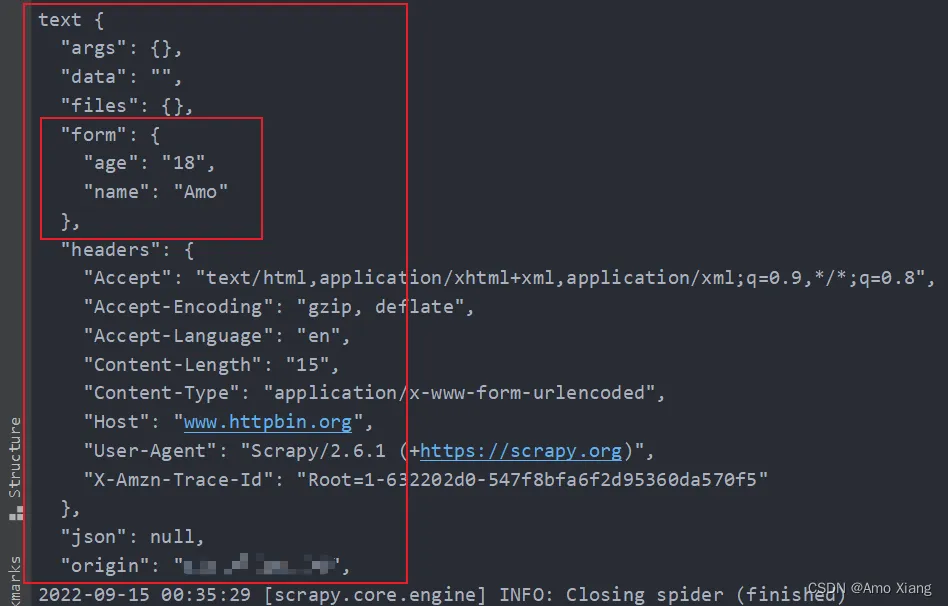 text {
"args": {},
"data": "",
"files": {},
"form": {
"age": "18",
"name": "Amo"
},
"headers": {
"Accept": "text/html,application/xhtml+xml,application/xml;q=0.9,*/*;q=0.8",
"Accept-Encoding": "gzip, deflate",
"Accept-Language": "en",
"Content-Length": "15",
"Content-Type": "application/x-www-form-urlencoded",
"Host": "www.httpbin.org",
"User-Agent": "Scrapy/2.6.1 (+https://scrapy.org)",
"X-Amzn-Trace-Id": "Root=1-632202d0-547f8bfa6f2d95360da570f5"
},
"json": null,
"origin": "",
2022-09-15 00:35:29 [scrapy.core.engine] INFO: Closing spider (finished)
Structure
CSDN @Amo Xiang